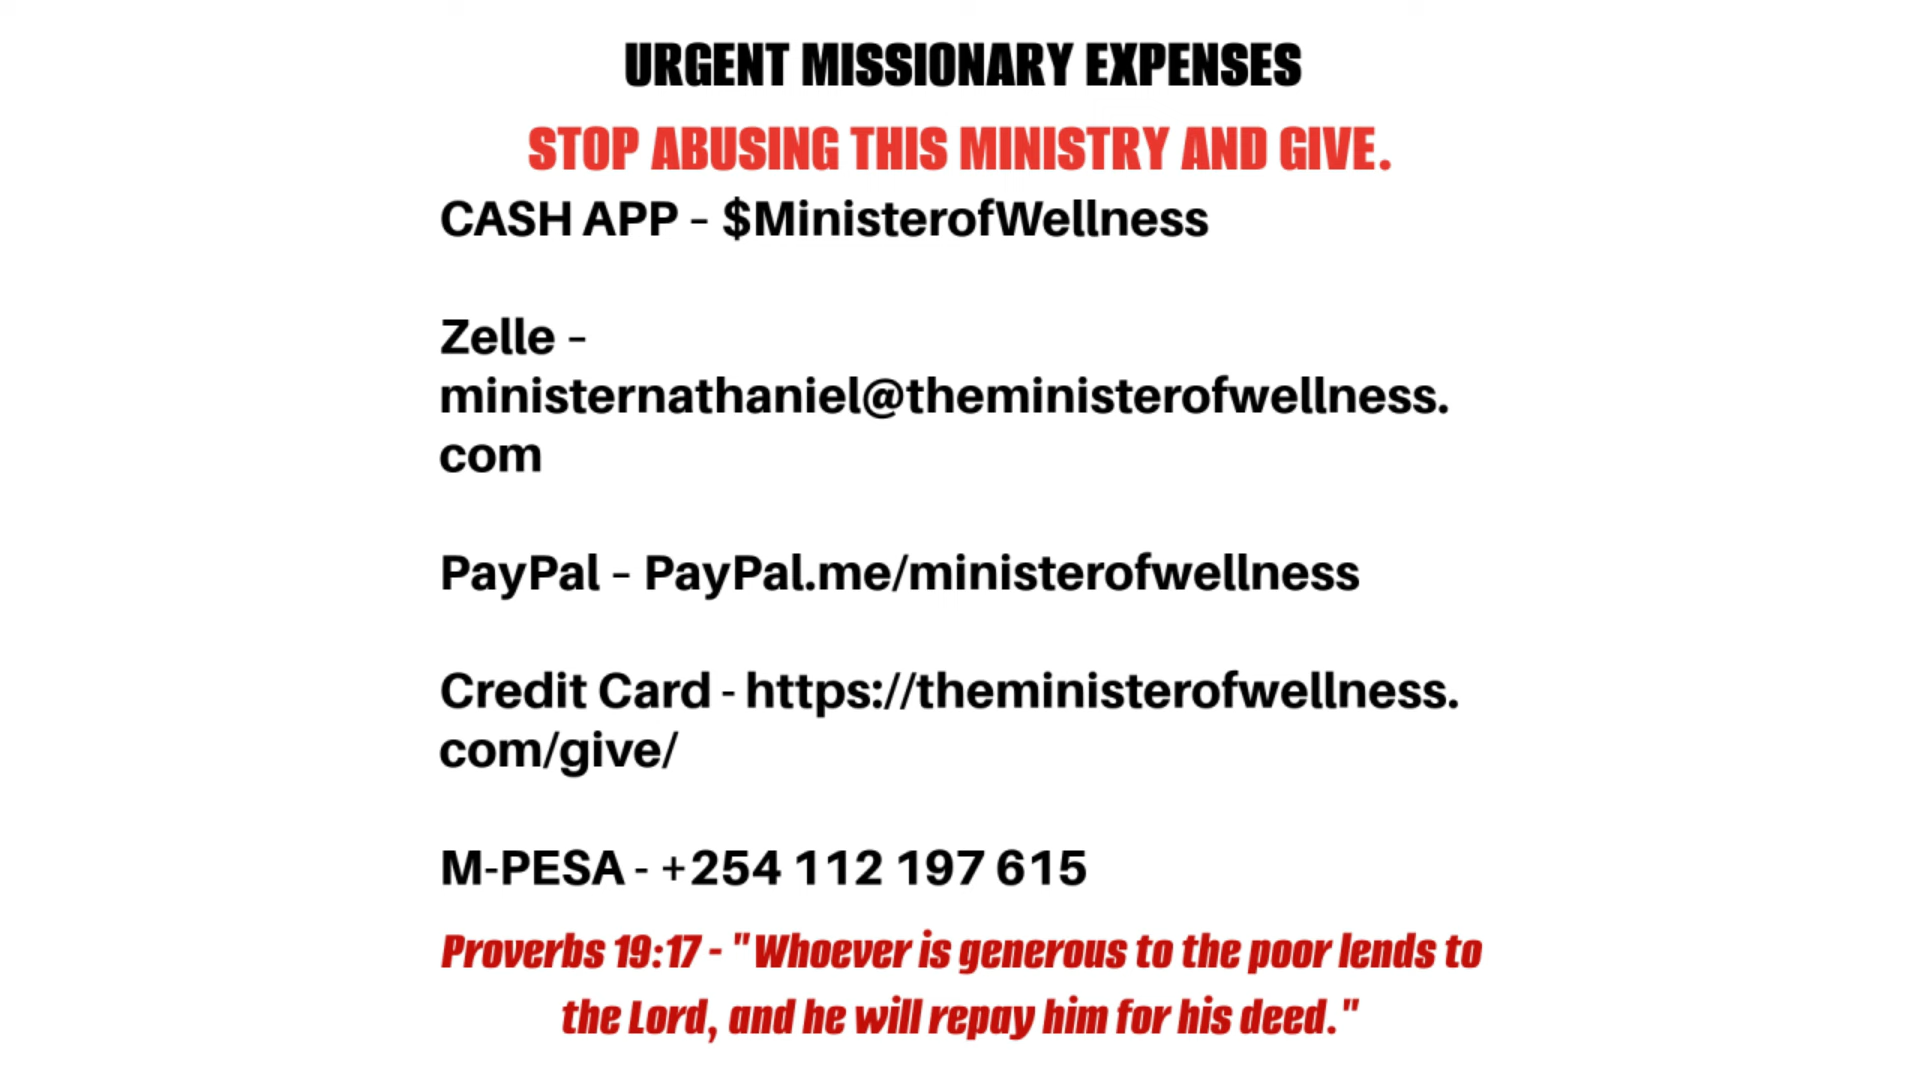 URGENT MISSIONARY EXPENSES
STOP ABUSING THIS MINISTRY AND GIVE.
CASH APP – $MinisterofWellness
Zelle –
ministernathaniel@theministerofwellness.
com
PayPal – PayPal.me/ministerofwellness
Credit Card - https://theministerofwellness.
com/give/
M-PESA - +254 112 197 615
Proverbs 19:17 - "Whoever is generous to the poor lends to
the Lord, and he will repay him for his deed."